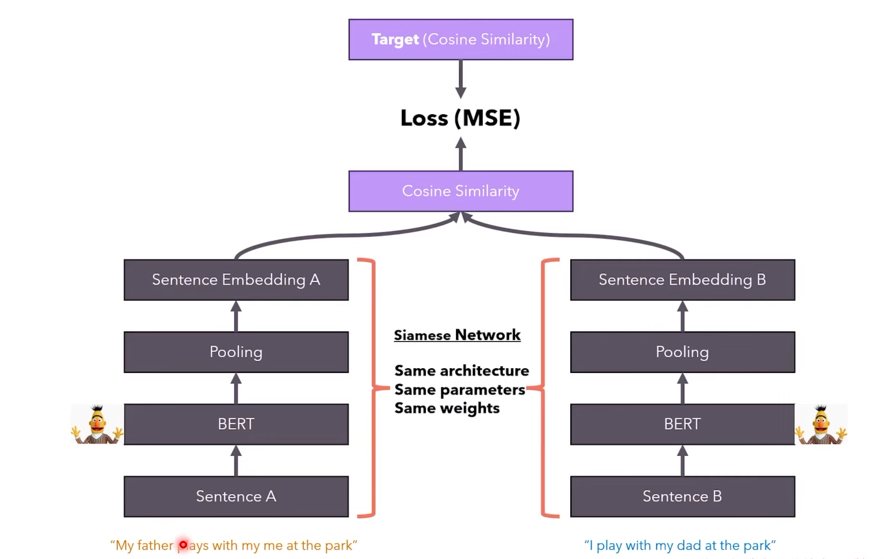 Target (Cosine Similarity)
Loss (MSE)
Cosine Similarity
Sentence Embedding A
Pooling
BERT
Sentence A
"My father ays with my me at the park"
Siamese Network
Same architecture
Same parameters
Same weights
Sentence Embedding B
Pooling
BERT
Sentence B
"I play with my dad at the park"